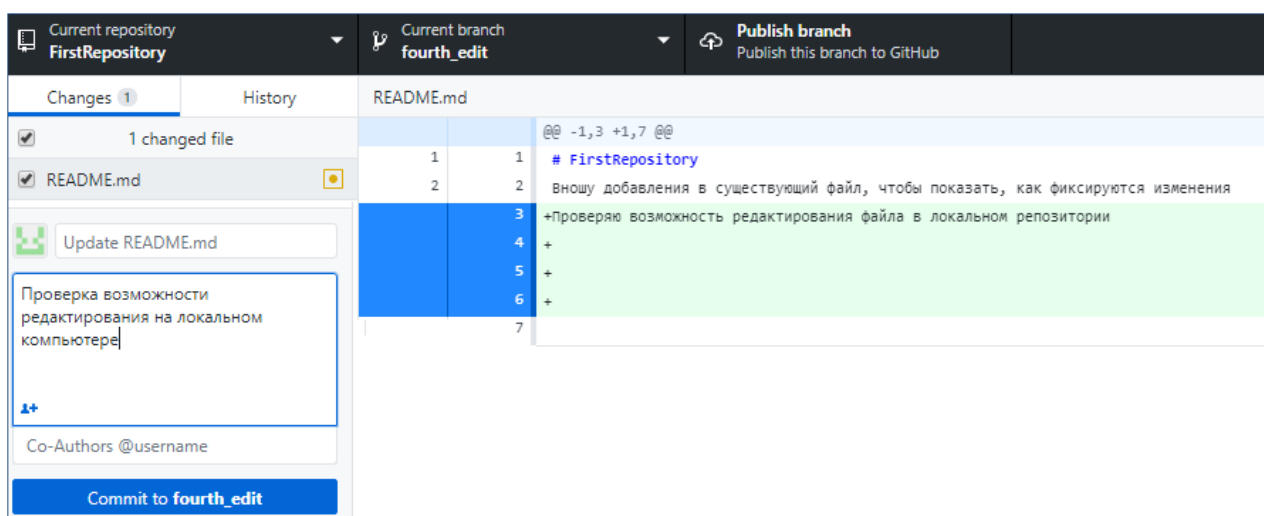 Current repository
FirstRepository
Current branch
fourth_edit
Publish branch
Publish this branch to GitHub
Changes 1
History
README.md
1 changed file
README.md
Update README.md
Проверка возможности
редактирования на локальном
компьютере
Co-Authors @username
Commit to fourth_edit
@@ -1,3 +1,7 @@
1 1 # FirstRepository
2 2 Вношу добавления в существующий файл, чтобы показать, как фиксируются изменения
3 +Проверяю возможность редактирования файла в локальном репозитории
4 +
5 +
6 +
7